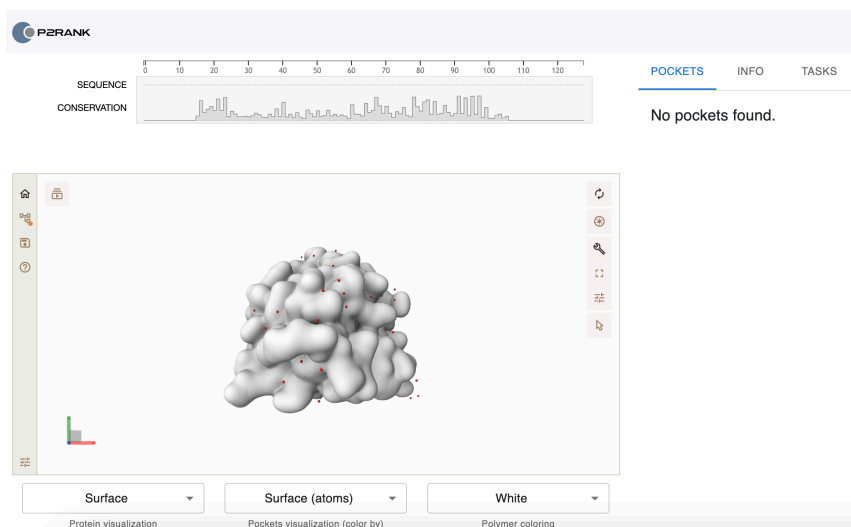 P2RANK
0 10 20 30 40 50 60 70 80 90 100 110 120
SEQUENCE
CONSERVATION
POCKETS INFO TASKS
No pockets found.
Surface
Surface (atoms)
White
Protein visualization
Pockets visualization (color by)
Polymer coloring